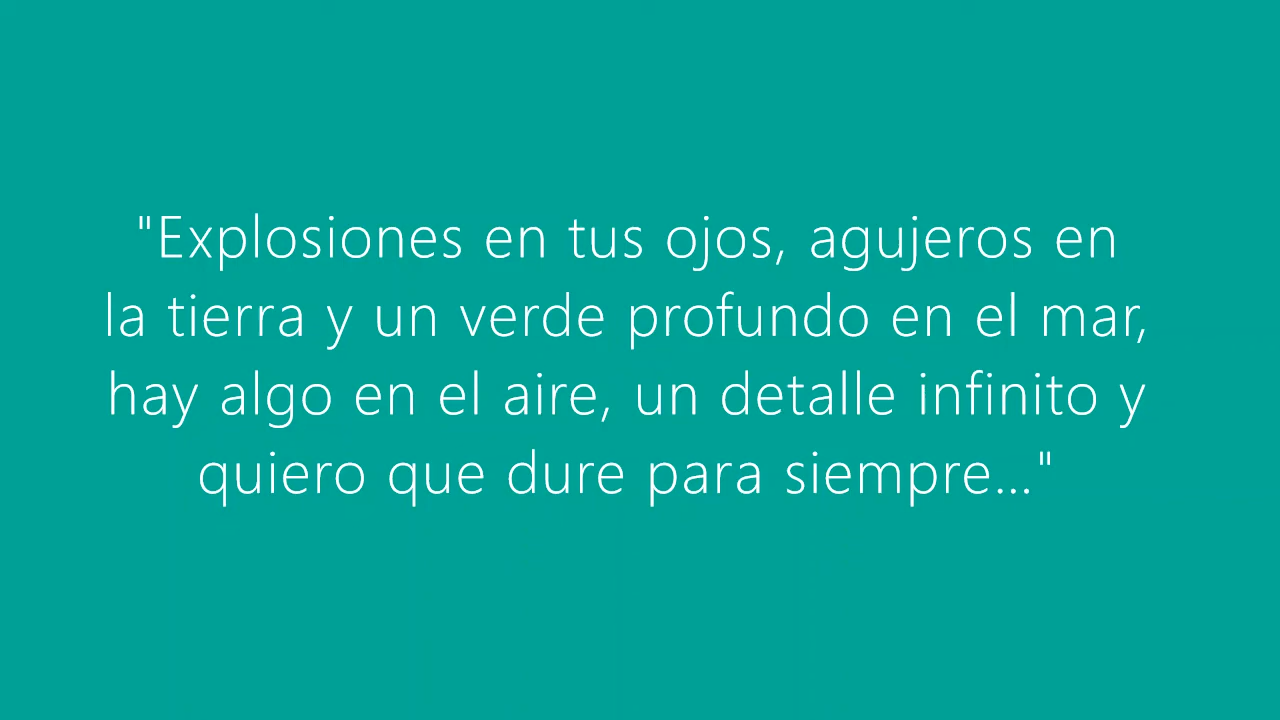 "Explosiones en tus ojos, agujeros en
la tierra y un verde profundo en el mar,
hay algo en el aire, un detalle infinito y
quiero que dure para siempre..."